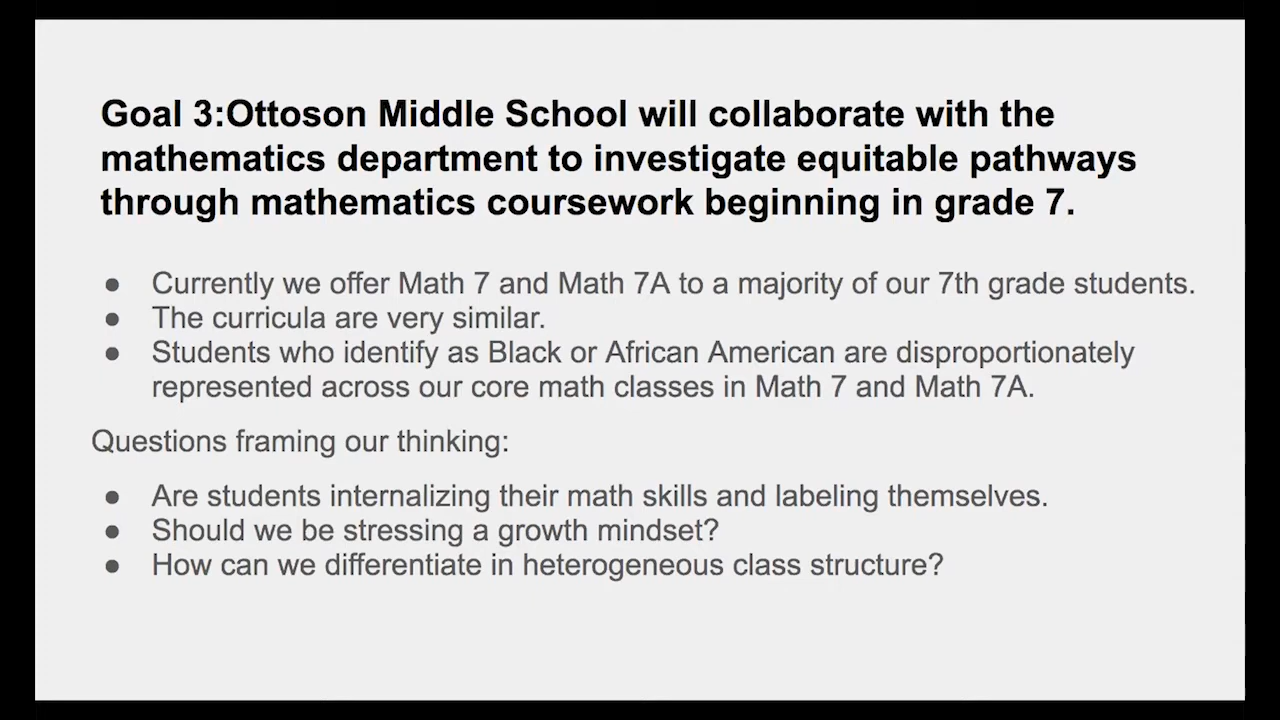 Goal 3:Ottoson Middle School will collaborate with the
mathematics department to investigate equitable pathways
through mathematics coursework beginning in grade 7.
● Currently we offer Math 7 and Math 7A to a majority of our 7th grade students.
● The curricula are very similar.
● Students who identify as Black or African American are disproportionately
represented across our core math classes in Math 7 and Math 7A.
Questions framing our thinking:
● Are students internalizing their math skills and labeling themselves.
● Should we be stressing a growth mindset?
● How can we differentiate in heterogeneous class structure?